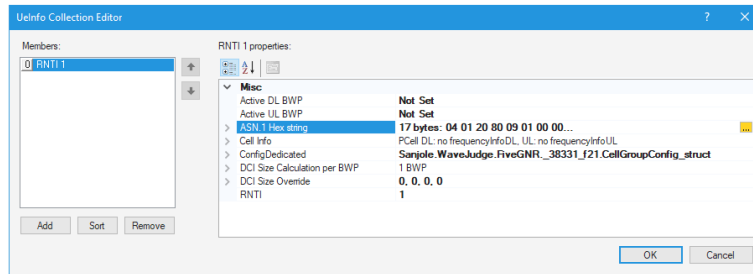 UeInfo Collection Editor
Members:
0 RNTI 1
Add Sort Remove
RNTI 1 properties:
Misc
Active DL BWP Not Set
Active UL BWP Not Set
ASN.1 Hex string 17 bytes: 04 01 20 80 09 01 00 00...
Cell Info PCell DL: no frequencyInfoDL, UL: no frequencyInfoUL
ConfigDedicated Sanjole.WaveJudge.FiveGNR._38331_f21.CellGroupConfig_struct
DCI Size Calculation per BWP 1 BWP
DCI Size Override 0, 0, 0, 0
RNTI 1
OK Cancel